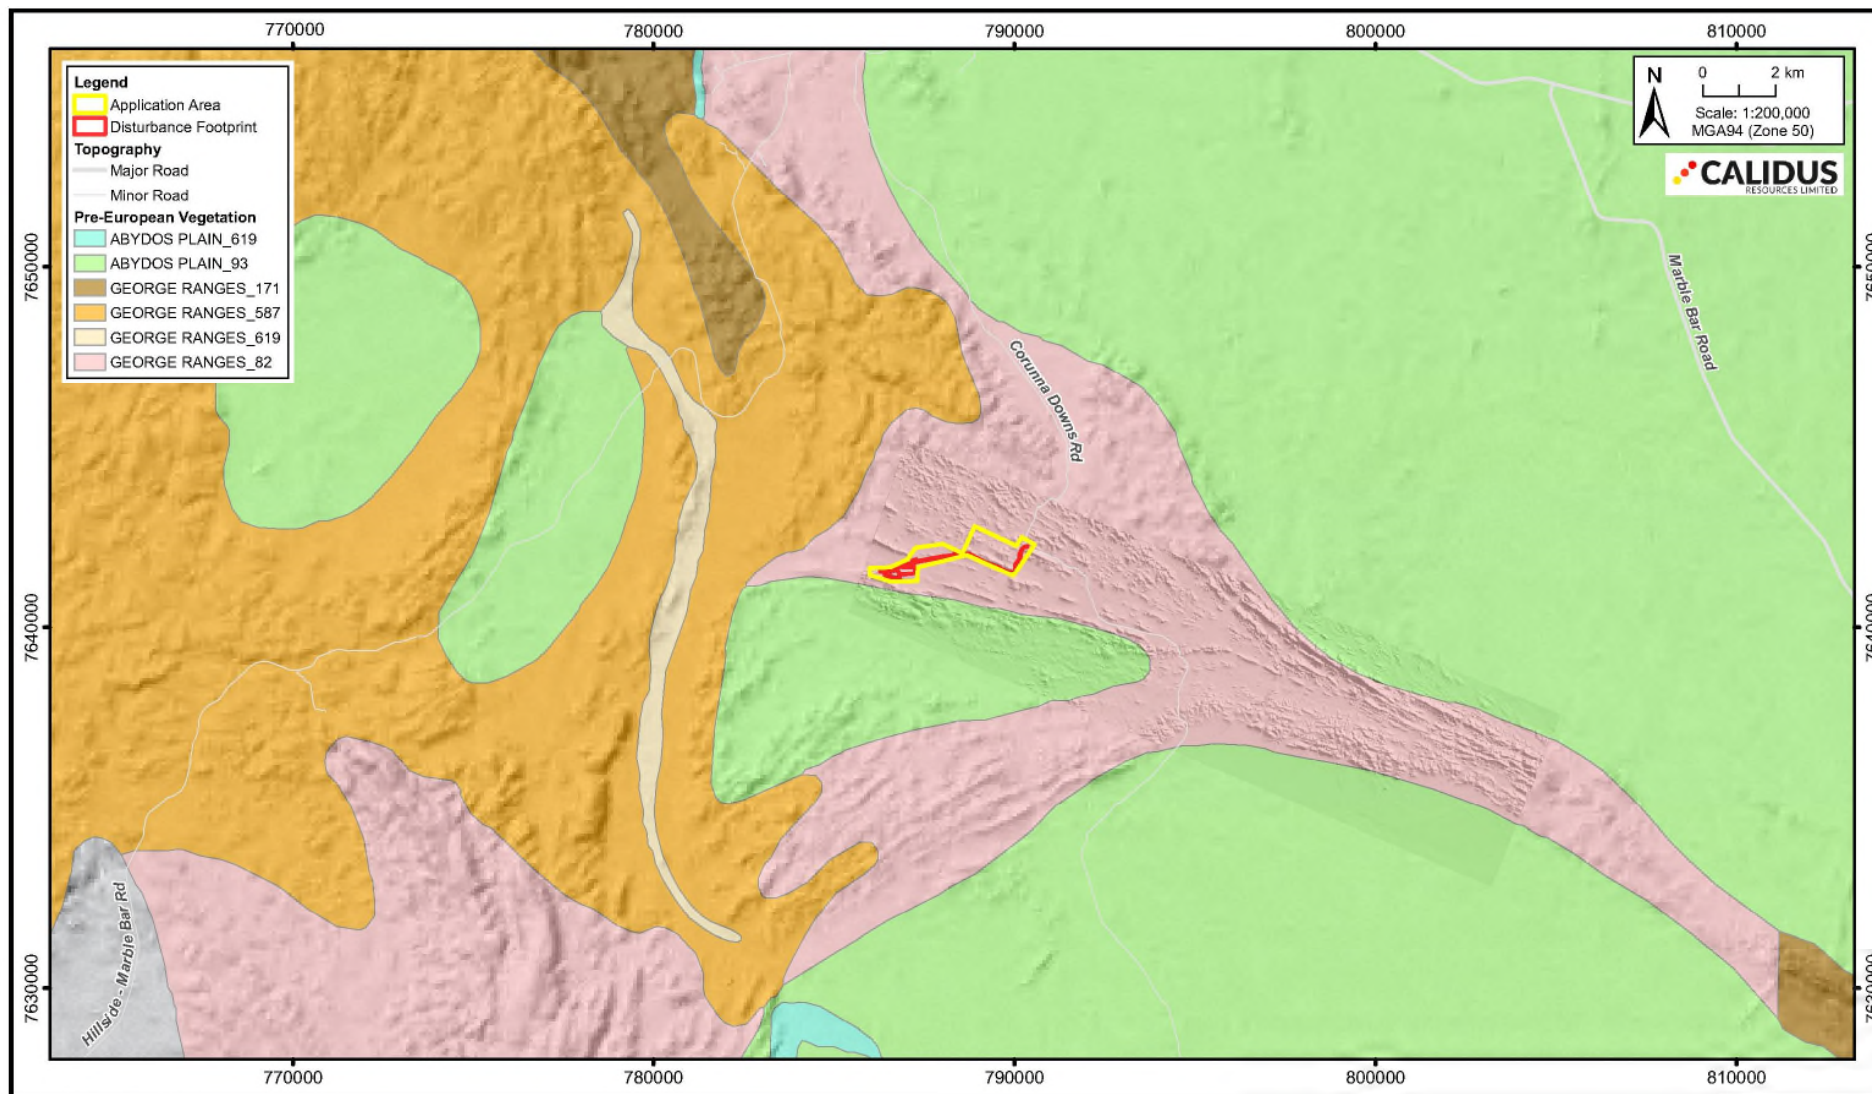 770000 780000 790000 800000 810000
Legend
Application Area
Disturbance Footprint
Topography
Major Road
Minor Road
Pre-European Vegetation
ABYDOS PLAIN_619
ABYDOS PLAIN_93
GEORGE RANGES_171
GEORGE RANGES_587
GEORGE RANGES_619
GEORGE RANGES_82
N
0 2 km
Scale: 1:200,000
MGA94 (Zone 50)
CALIDUS
RESOURCES LIMITED
7650000
7650000
Marble Bar Road
Corunna Downs Rd
7640000
7640000
Hillside - Marble Bar Rd
7630000
7630000
770000 780000 790000 800000 810000